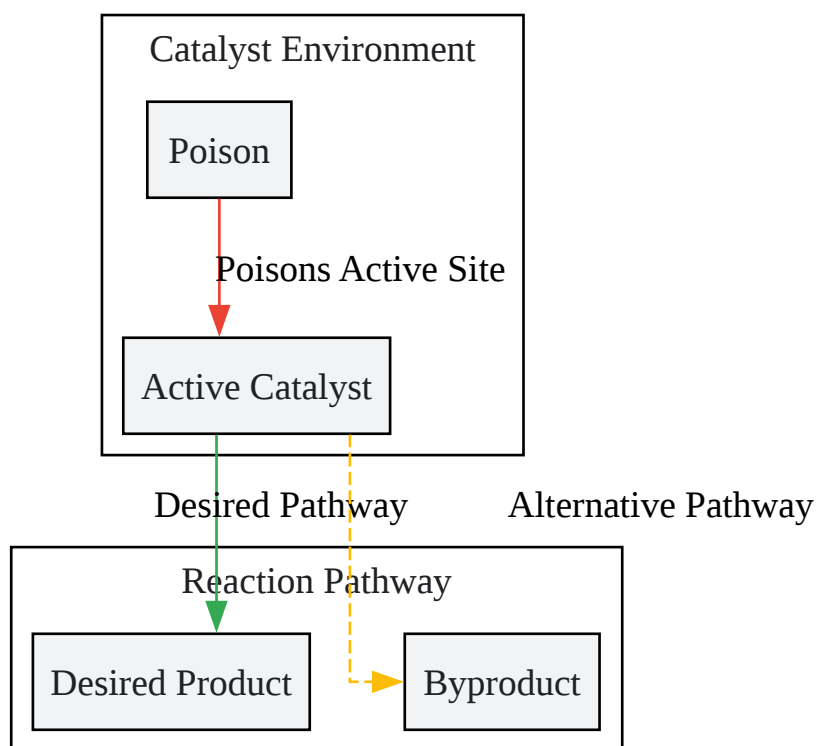 Catalyst Environment
Poison
Poisons Active Site
Active Catalyst
Desired Pathway
Alternative Pathway
Reaction Pathway
Desired Product
Byproduct